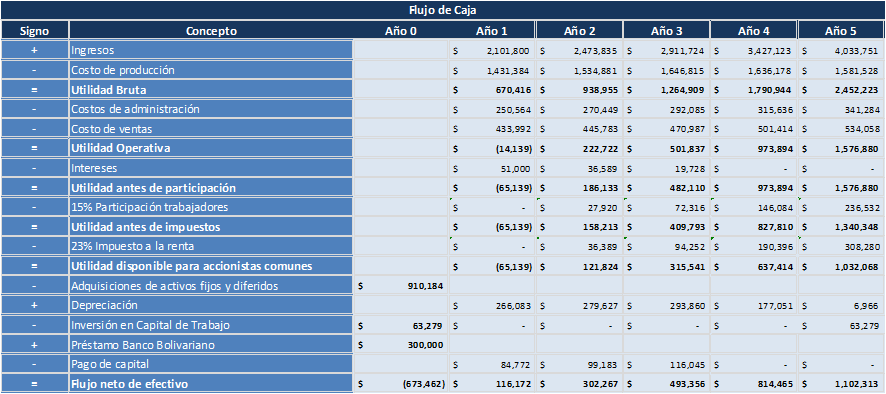 Flujo de Caja
Signo Concepto Año 0 Año 1 Año 2 Año 3 Año 4 Año 5
+ Ingresos $ 2,101,800 $ 2,473,835 $ 2,911,724 $ 3,427,123 $ 4,033,751
- Costo de producción $ 1,431,384 $ 1,534,881 $ 1,646,815 $ 1,636,178 $ 1,581,528
= Utilidad Bruta $ 670,416 $ 938,955 $ 1,264,909 $ 1,790,944 $ 2,452,223
- Costos de administración $ 250,564 $ 270,449 $ 292,085 $ 315,636 $ 341,284
- Costo de ventas $ 433,992 $ 445,783 $ 470,987 $ 501,414 $ 534,058
= Utilidad Operativa $ (14,139) $ 222,722 $ 501,837 $ 973,894 $ 1,576,880
- Intereses $ 51,000 $ 36,589 $ 19,728 $ - $ -
= Utilidad antes de participación $ (65,139) $ 186,133 $ 482,110 $ 973,894 $ 1,576,880
- 15% Participación trabajadores $ - $ 27,920 $ 72,316 $ 146,084 $ 236,532
= Utilidad antes de impuestos $ (65,139) $ 158,213 $ 409,793 $ 827,810 $ 1,340,348
- 23% Impuesto a la renta $ - $ 36,389 $ 94,252 $ 190,396 $ 308,280
= Utilidad disponible para accionistas comunes $ (65,139) $ 121,824 $ 315,541 $ 637,414 $ 1,032,068
- Adquisiciones de activos fijos y diferidos $ 910,184
+ Depreciación $ 266,083 $ 279,627 $ 293,860 $ 177,051 $ 6,966
- Inversión en Capital de Trabajo $ 63,279 $ - $ - $ - $ - $ 63,279
+ Préstamo Banco Bolivariano $ 300,000
- Pago de capital $ 84,772 $ 99,183 $ 116,045 $ - $ -
= Flujo neto de efectivo $ (673,462) $ 116,172 $ 302,267 $ 493,356 $ 814,465 $ 1,102,313